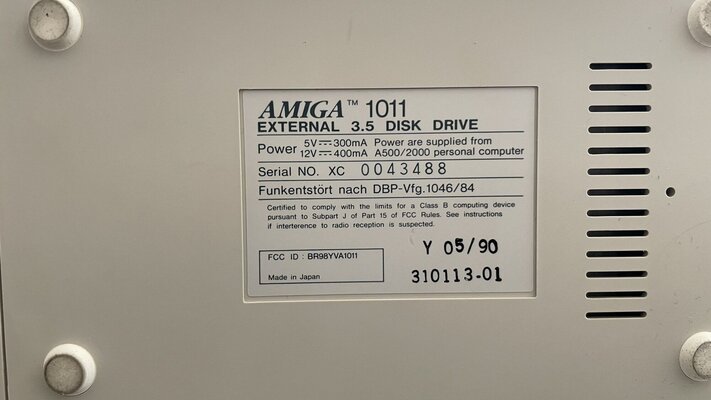 AMIGA™ 1011
EXTERNAL 3.5 DISK DRIVE
Power 5V⎓300mA Power are supplied from
12V⎓400mA A500/2000 personal computer
Serial NO. XC 0043488
Funkentstört nach DBP-Vfg.1046/84
Certified to comply with the limits for a Class B computing device
pursuant to Subpart J of Part 15 of FCC Rules. See instructions
if interference to radio reception is suspected.
FCC ID : BR98YVA1011
Made in Japan
Y 05/90
310113-01